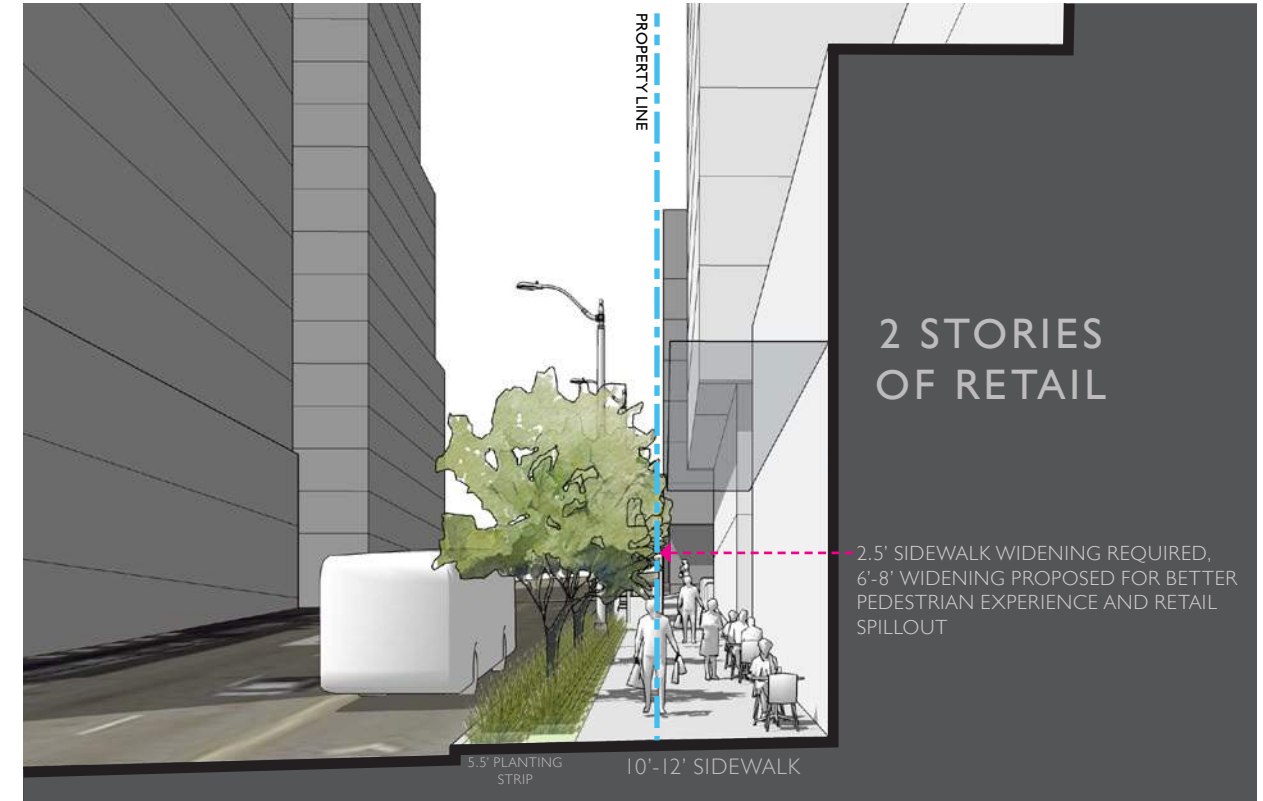 PROPERTY LINE
2 STORIES
OF RETAIL
2.5' SIDEWALK WIDENING REQUIRED,
6'-8' WIDENING PROPOSED FOR BETTER
PEDESTRIAN EXPERIENCE AND RETAIL
SPILLOUT
5.5' PLANTING
STRIP
10'-12' SIDEWALK